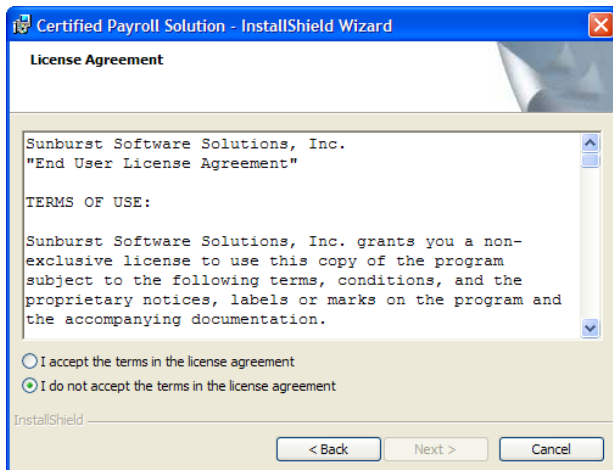 Certified Payroll Solution - InstallShield Wizard
License Agreement
Sunburst Software Solutions, Inc.
"End User License Agreement"
TERMS OF USE:
Sunburst Software Solutions, Inc. grants you a non-
exclusive license to use this copy of the program
subject to the following terms, conditions, and the
proprietary notices, labels or marks on the program and
the accompanying documentation.
I accept the terms in the license agreement
I do not accept the terms in the license agreement
InstallShield
< Back Next > Cancel